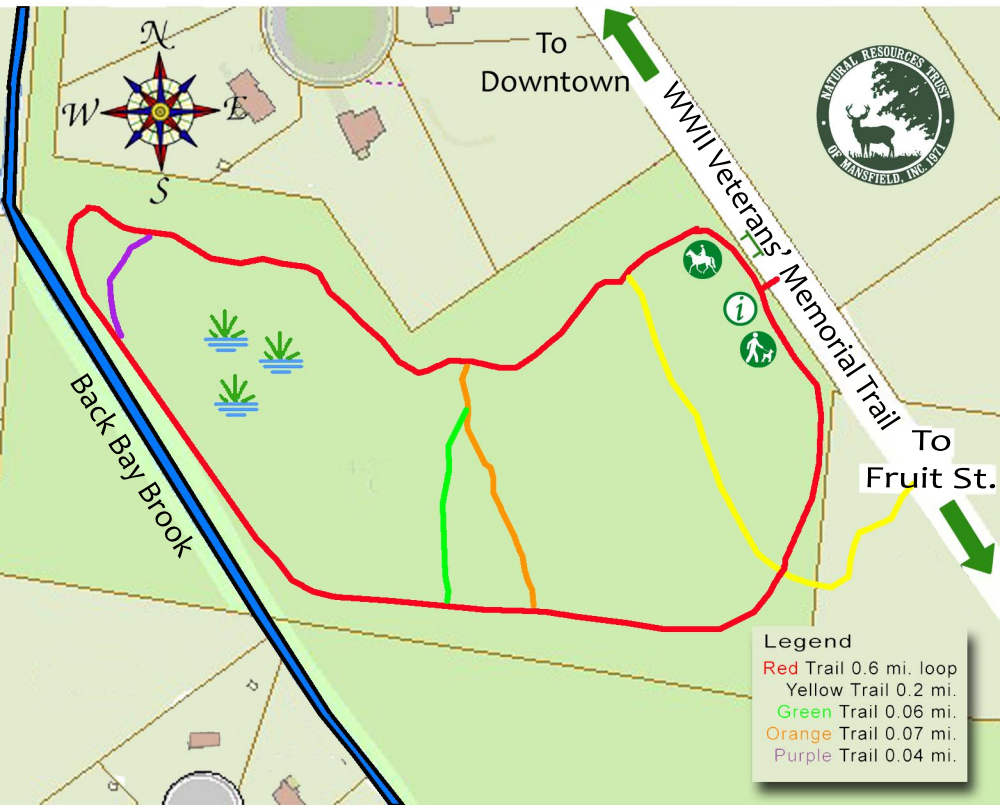 N
W
E
S
To
Downtown
NATURAL RESOURCES TRUST
OF MANSFIELD, INC. 1971
WWII Veterans' Memorial Trail
i
Back Bay Brook
To
Fruit St.
Legend
Red Trail 0.6 mi. loop
Yellow Trail 0.2 mi.
Green Trail 0.06 mi.
Orange Trail 0.07 mi.
Purple Trail 0.04 mi.